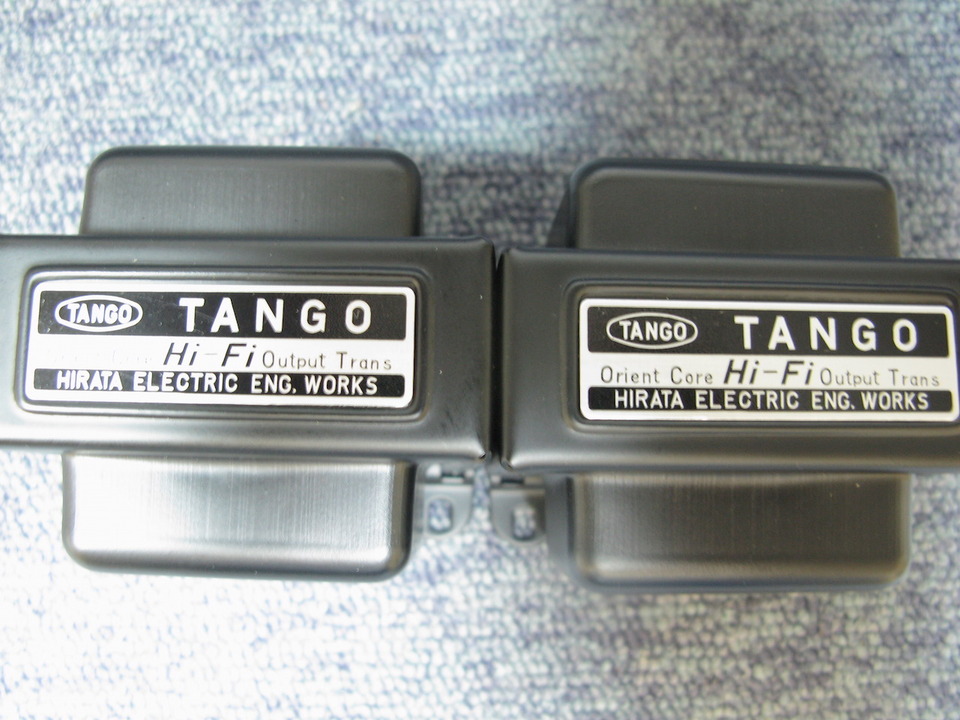 TANGO TANGO
Hi-Fi Output Trans
HIRATA ELECTRIC ENG. WORKS
TANGO TANGO
Orient Core Hi-Fi Output Trans
HIRATA ELECTRIC ENG. WORKS